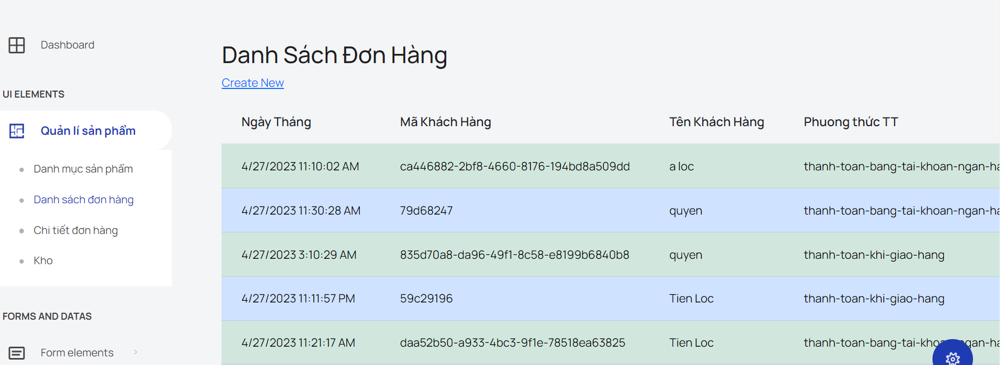 Dashboard
UI ELEMENTS
Quản lí sản phẩm
Danh mục sản phẩm
Danh sách đơn hàng
Chi tiết đơn hàng
Kho
FORMS AND DATAS
Form elements
Danh Sách Đơn Hàng
Create New
Ngày Tháng Mã Khách Hàng Tên Khách Hàng Phuong thức TT
4/27/2023 11:10:02 AM ca446882-2bf8-4660-8176-194bd8a509dd a loc thanh-toan-bang-tai-khoan-ngan-ha
4/27/2023 11:30:28 AM 79d68247 quyen thanh-toan-bang-tai-khoan-ngan-ha
4/27/2023 3:10:29 AM 835d70a8-da96-49f1-8c58-e8199b6840b8 quyen thanh-toan-khi-giao-hang
4/27/2023 11:11:57 PM 59c29196 Tien Loc thanh-toan-khi-giao-hang
4/27/2023 11:21:17 AM daa52b50-a933-4bc3-9f1e-78518ea63825 Tien Loc thanh-toan-bang-tai-khoa gan-ha